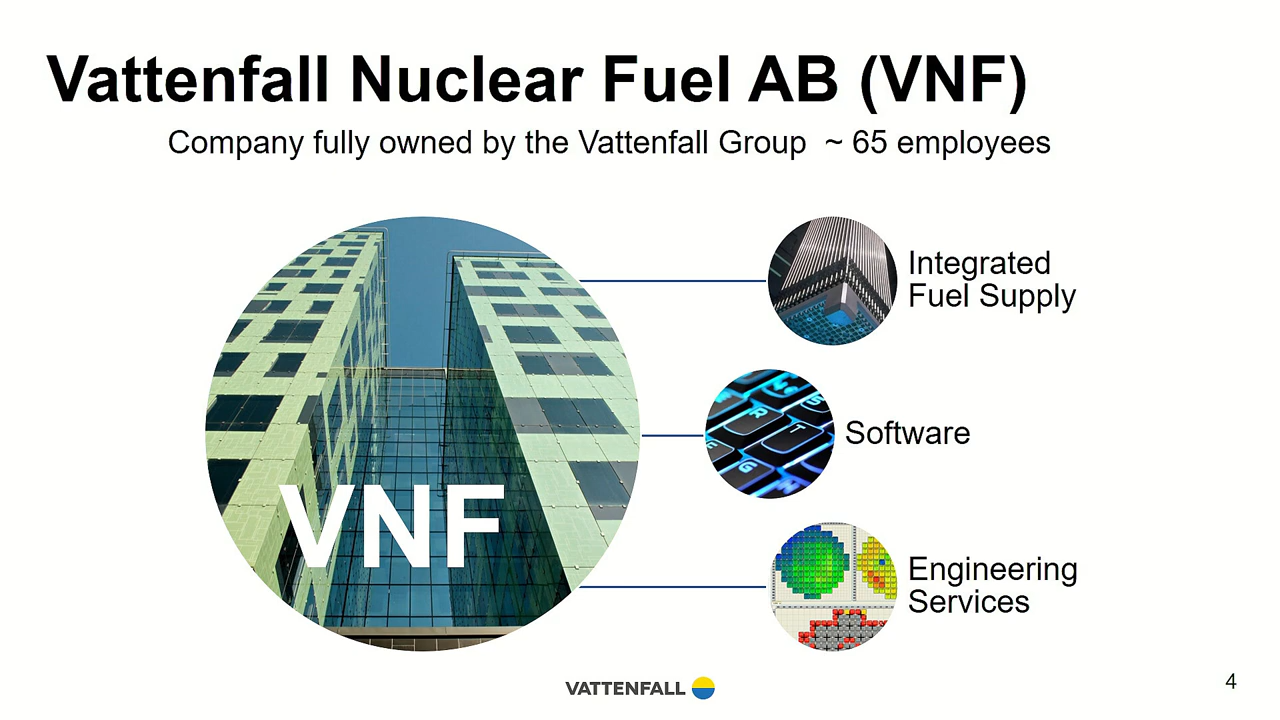 Vattenfall Nuclear Fuel AB (VNF)
Company fully owned by the Vattenfall Group ~ 65 employees
VNF
Integrated
Fuel Supply
R
T
G
H
S
Software
Engineering
Services
VATTENFALL
4